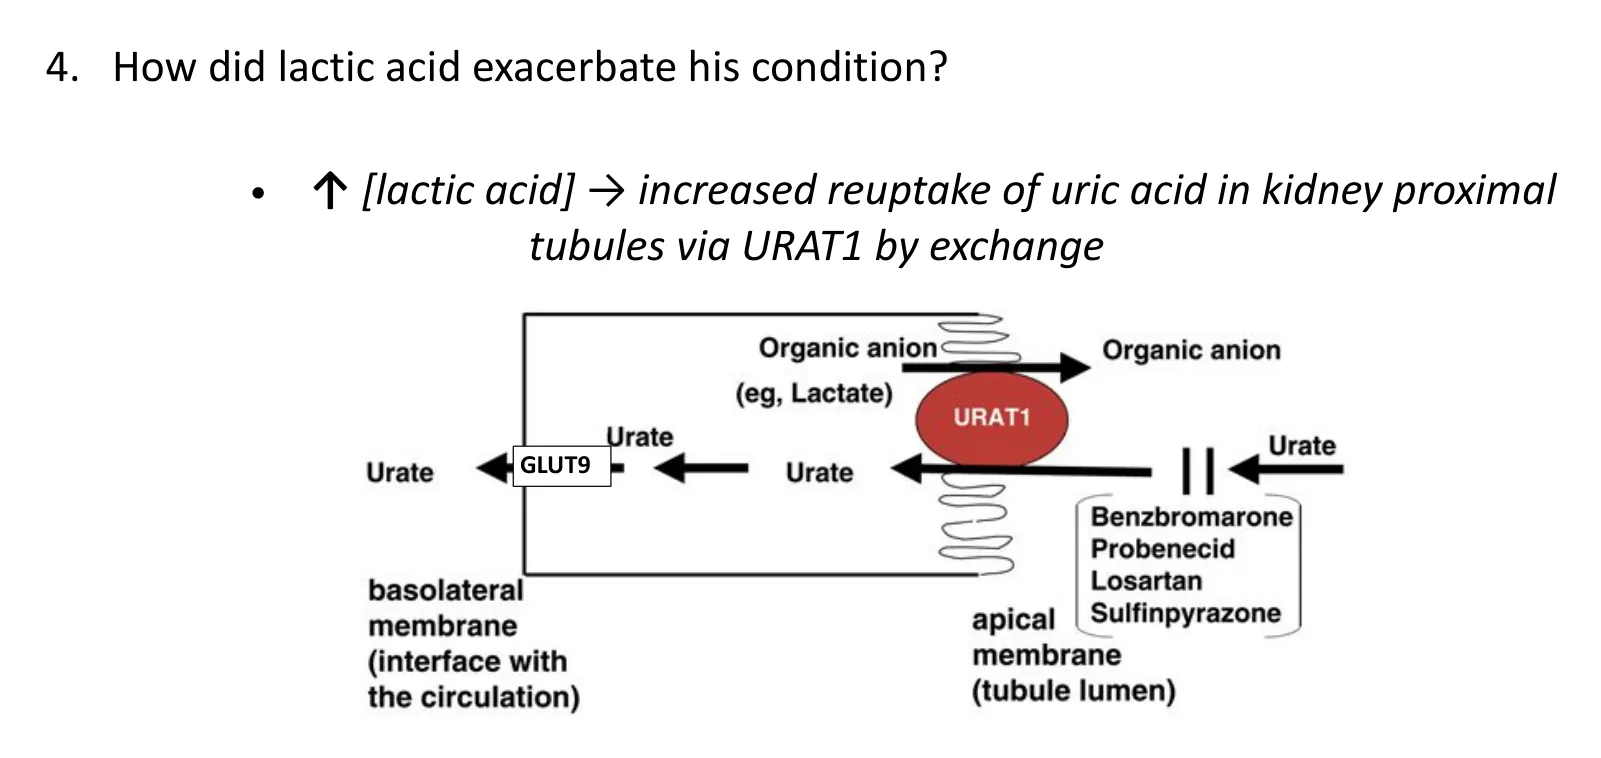 4. How did lactic acid exacerbate his condition?
• ↑ [lactic acid] → increased reuptake of uric acid in kidney proximal
tubules via URAT1 by exchange
Organic anion
Organic anion
(eg, Lactate)
URAT1
Urate
Urate
GLUT9
Urate
Urate
Benzbromarone
Probenecid
Losartan
Sulfinpyrazone
basolateral
membrane
(interface with
the circulation)
apical
membrane
(tubule lumen)